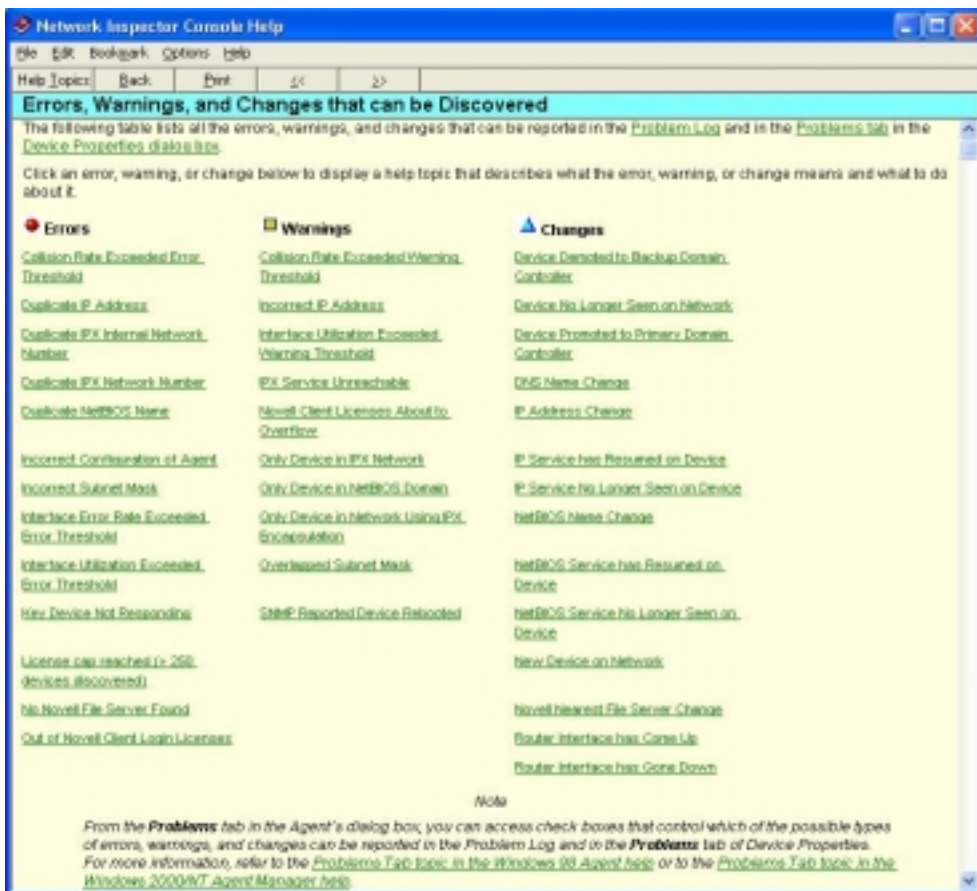 Network Inspector Console Help
File Edit Bookmark Options Help
Help Topics Back Print << >>
Errors, Warnings, and Changes that can be Discovered
The following table lists all the errors, warnings, and changes that can be reported in the Problem Log and in the Problems tab in the
Device Properties dialog box.
Click an error, warning, or change below to display a help topic that describes what the error, warning, or change means and what to do
about it.
Errors
Collision Rate Exceeded Error
Threshold
Duplicate IP Address
Duplicate IPX Internal Network
Number
Duplicate IPX Network Number
Duplicate NetBIOS Name
Incorrect Configuration of Agent
Incorrect Subnet Mask
Interface Error Rate Exceeded
Error Threshold
Interface Utilization Exceeded
Error Threshold
Key Device Not Responding
License cap reached (> 250
devices discovered)
No Novell File Server Found
Out of Novell Client Login Licenses
Warnings
Collision Rate Exceeded Warning
Threshold
Incorrect IP Address
Interface Utilization Exceeded
Warning Threshold
IPX Service Unreachable
Novell Client Licenses About to
Overflow
Only Device in IPX Network
Only Device in NetBIOS Domain
Only Device in Network Using IPX
Encapsulation
Overlapped Subnet Mask
SNMP Reported Device Rebooted
Changes
Device Demoted to Backup Domain
Controller
Device No Longer Seen on Network
Device Promoted to Primary Domain
Controller
DNS Name Change
IP Address Change
IP Service has Resumed on Device
IP Service No Longer Seen on Device
NetBIOS Name Change
NetBIOS Service has Resumed on
Device
NetBIOS Service No Longer Seen on
Device
New Device on Network
Novell Nearest File Server Change
Router Interface has Come Up
Router Interface has Gone Down
Note
From the Problems tab in the Agent's dialog box, you can access check boxes that control which of the possible types
of errors, warnings, and changes can be reported in the Problem Log and in the Problems tab of Device Properties.
For more information, refer to the Problems Tab topic in the Windows 98 Agent help or to the Problems Tab topic in the
Windows 2000/NT Agent Manager help.